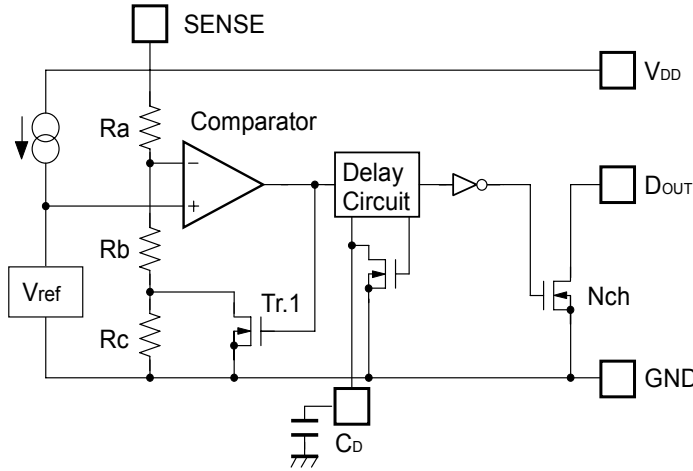 SENSE
VDD
Ra
Comparator
−
+
Delay
Circuit
DOUT
Rb
Vref
Tr.1
Nch
Rc
GND
CD